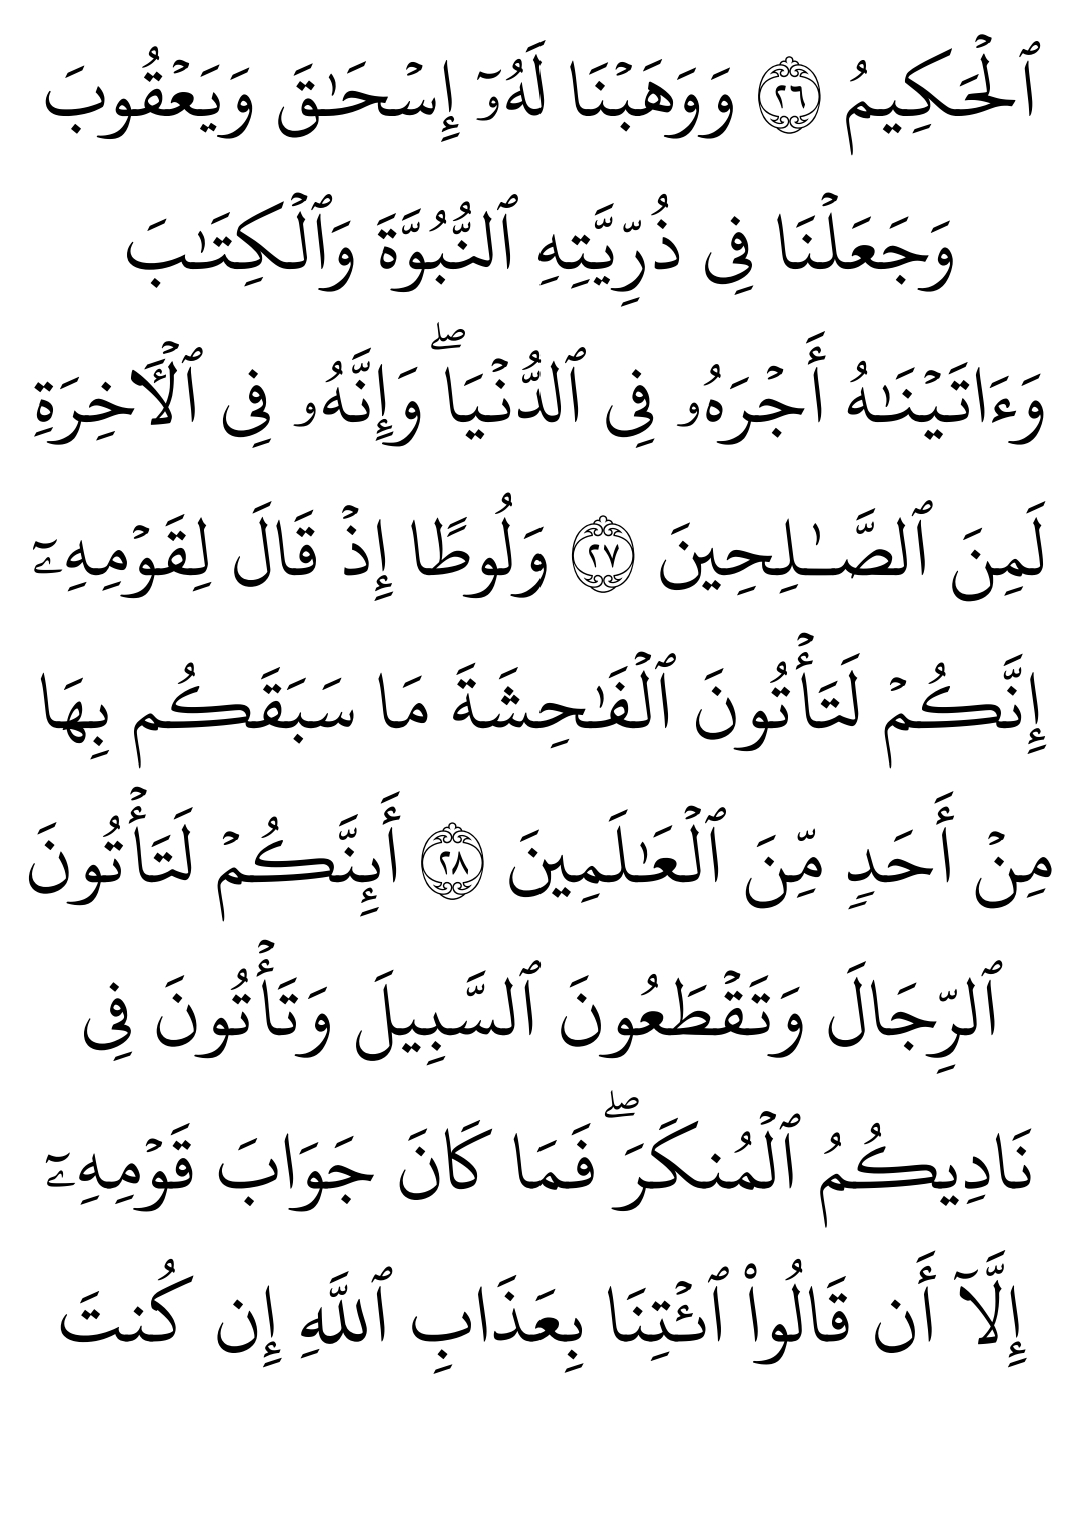 ٱلۡحَكِيمُ ٢٦ وَوَهَبۡنَا لَهُۥٓ إِسۡحَٰقَ وَيَعۡقُوبَ
وَجَعَلۡنَا فِي ذُرِّيَّتِهِ ٱلنُّبُوَّةَ وَٱلۡكِتَٰبَ
وَءَاتَيۡنَٰهُ أَجۡرَهُۥ فِي ٱلدُّنۡيَاۖ وَإِنَّهُۥ فِي ٱلۡأٓخِرَةِ
لَمِنَ ٱلصَّٰلِحِينَ ٢٧ وَلُوطًا إِذۡ قَالَ لِقَوۡمِهِۦٓ
إِنَّكُمۡ لَتَأۡتُونَ ٱلۡفَٰحِشَةَ مَا سَبَقَكُم بِهَا
مِنۡ أَحَدٖ مِّنَ ٱلۡعَٰلَمِينَ ٢٨ أَئِنَّكُمۡ لَتَأۡتُونَ
ٱلرِّجَالَ وَتَقۡطَعُونَ ٱلسَّبِيلَ وَتَأۡتُونَ فِي
نَادِيكُمُ ٱلۡمُنكَرَۖ فَمَا كَانَ جَوَابَ قَوۡمِهِۦٓ
إِلَّآ أَن قَالُواْ ٱئۡتِنَا بِعَذَابِ ٱللَّهِ إِن كُنتَ